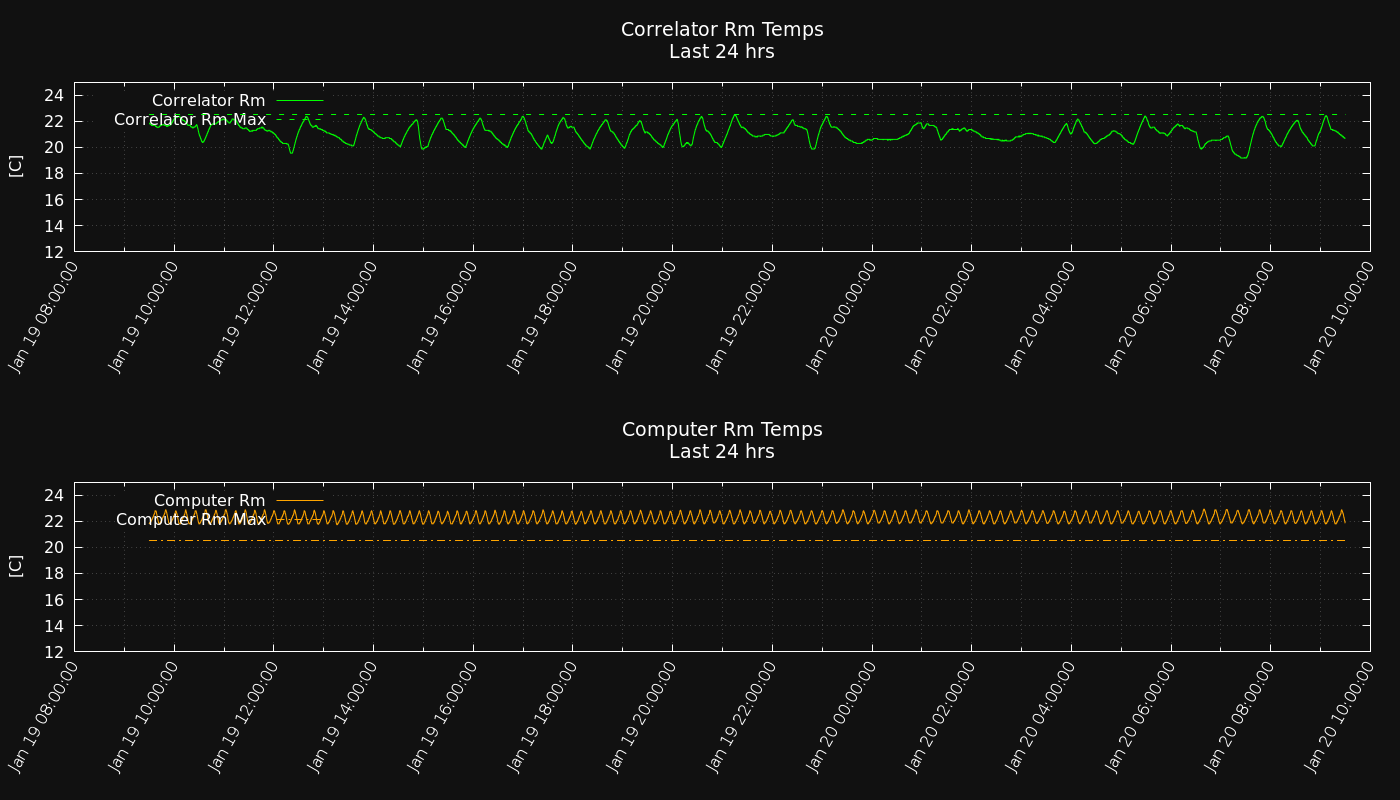 Correlator Rm Temps
Last 24 hrs
24
22
20
18
16
14
12
[C]
Correlator Rm
Correlator Rm Max
Jan 19 08:00:00
Jan 19 10:00:00
Jan 19 12:00:00
Jan 19 14:00:00
Jan 19 16:00:00
Jan 19 18:00:00
Jan 19 20:00:00
Jan 19 22:00:00
Jan 20 00:00:00
Jan 20 02:00:00
Jan 20 04:00:00
Jan 20 06:00:00
Jan 20 08:00:00
Jan 20 10:00:00
Computer Rm Temps
Last 24 hrs
24
22
20
18
16
14
12
[C]
Computer Rm
Computer Rm Max
Jan 19 08:00:00
Jan 19 10:00:00
Jan 19 12:00:00
Jan 19 14:00:00
Jan 19 16:00:00
Jan 19 18:00:00
Jan 19 20:00:00
Jan 19 22:00:00
Jan 20 00:00:00
Jan 20 02:00:00
Jan 20 04:00:00
Jan 20 06:00:00
Jan 20 08:00:00
Jan 20 10:00:00